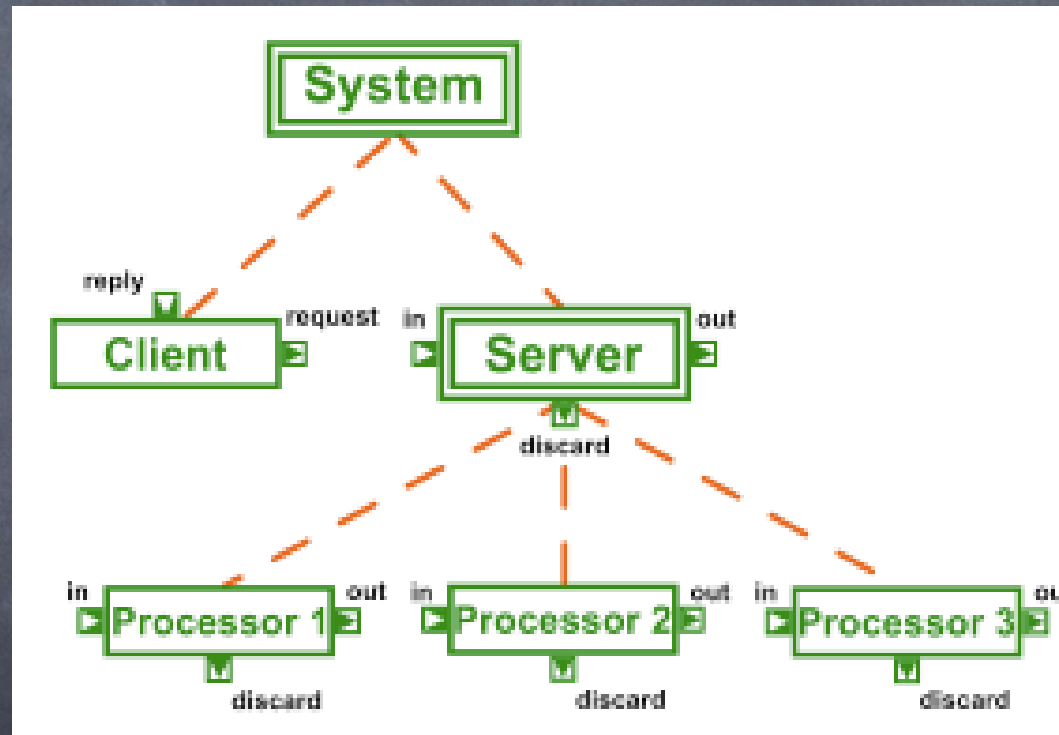 System
reply
request
in
out
Client
Server
discard
in
out
in
out
in
Processor 1
Processor 2
Processor 3
discard
discard
discard